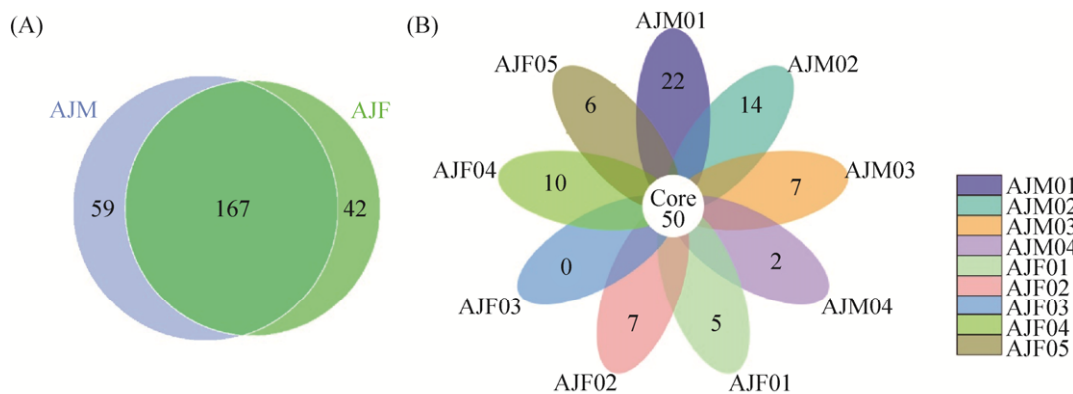 (A)
AJM
AJF
59
167
42
(B)
AJM01
AJF05
AJM02
22
6
14
AJF04
AJM03
10
7
Core
50
0
2
AJF03
AJM04
7
5
AJF02
AJF01
AJM01
AJM02
AJM03
AJM04
AJF01
AJF02
AJF03
AJF04
AJF05